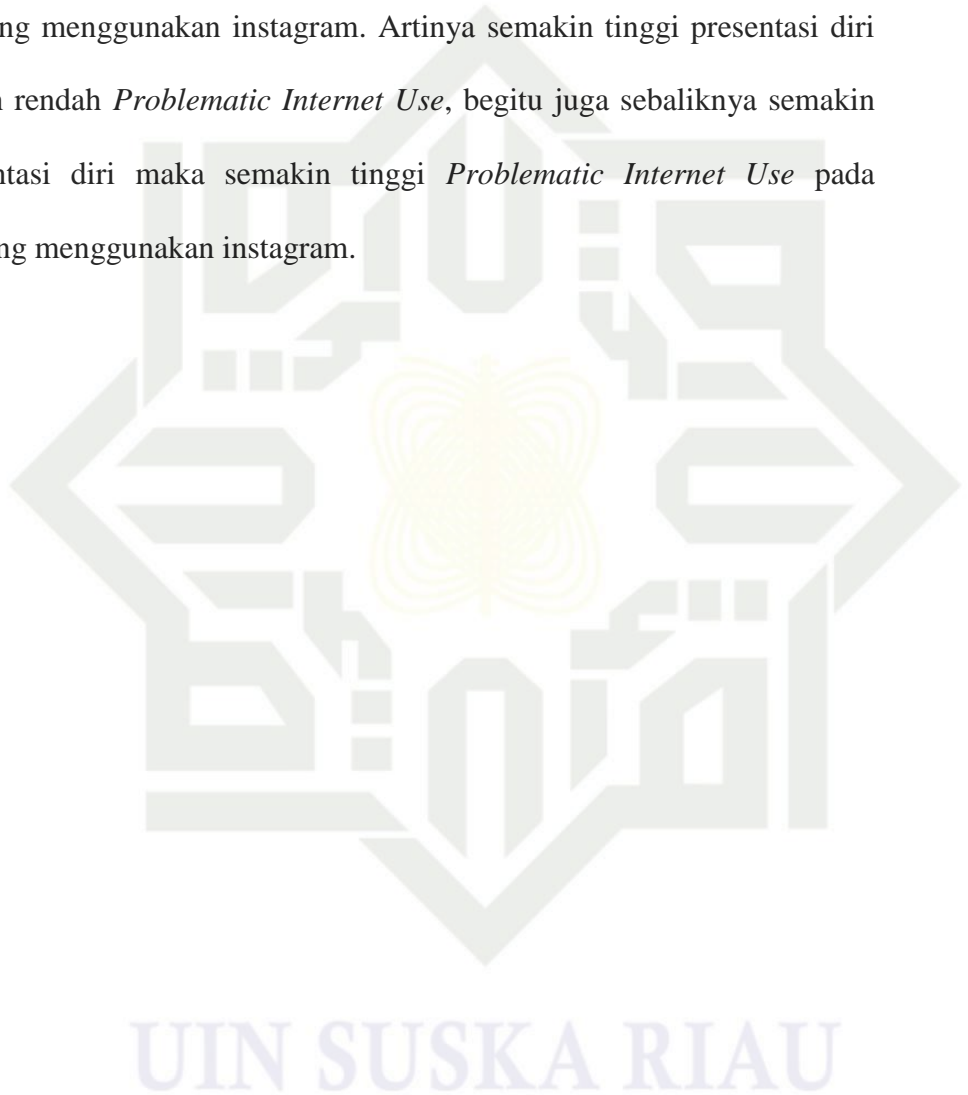 ng menggunakan instagram. Artinya semakin tinggi presentasi diri
rendah Problematic Internet Use, begitu juga sebaliknya semakin
ntasi diri maka semakin tinggi Problematic Internet Use pada
ng menggunakan instagram.
UIN SUSKA RIAU